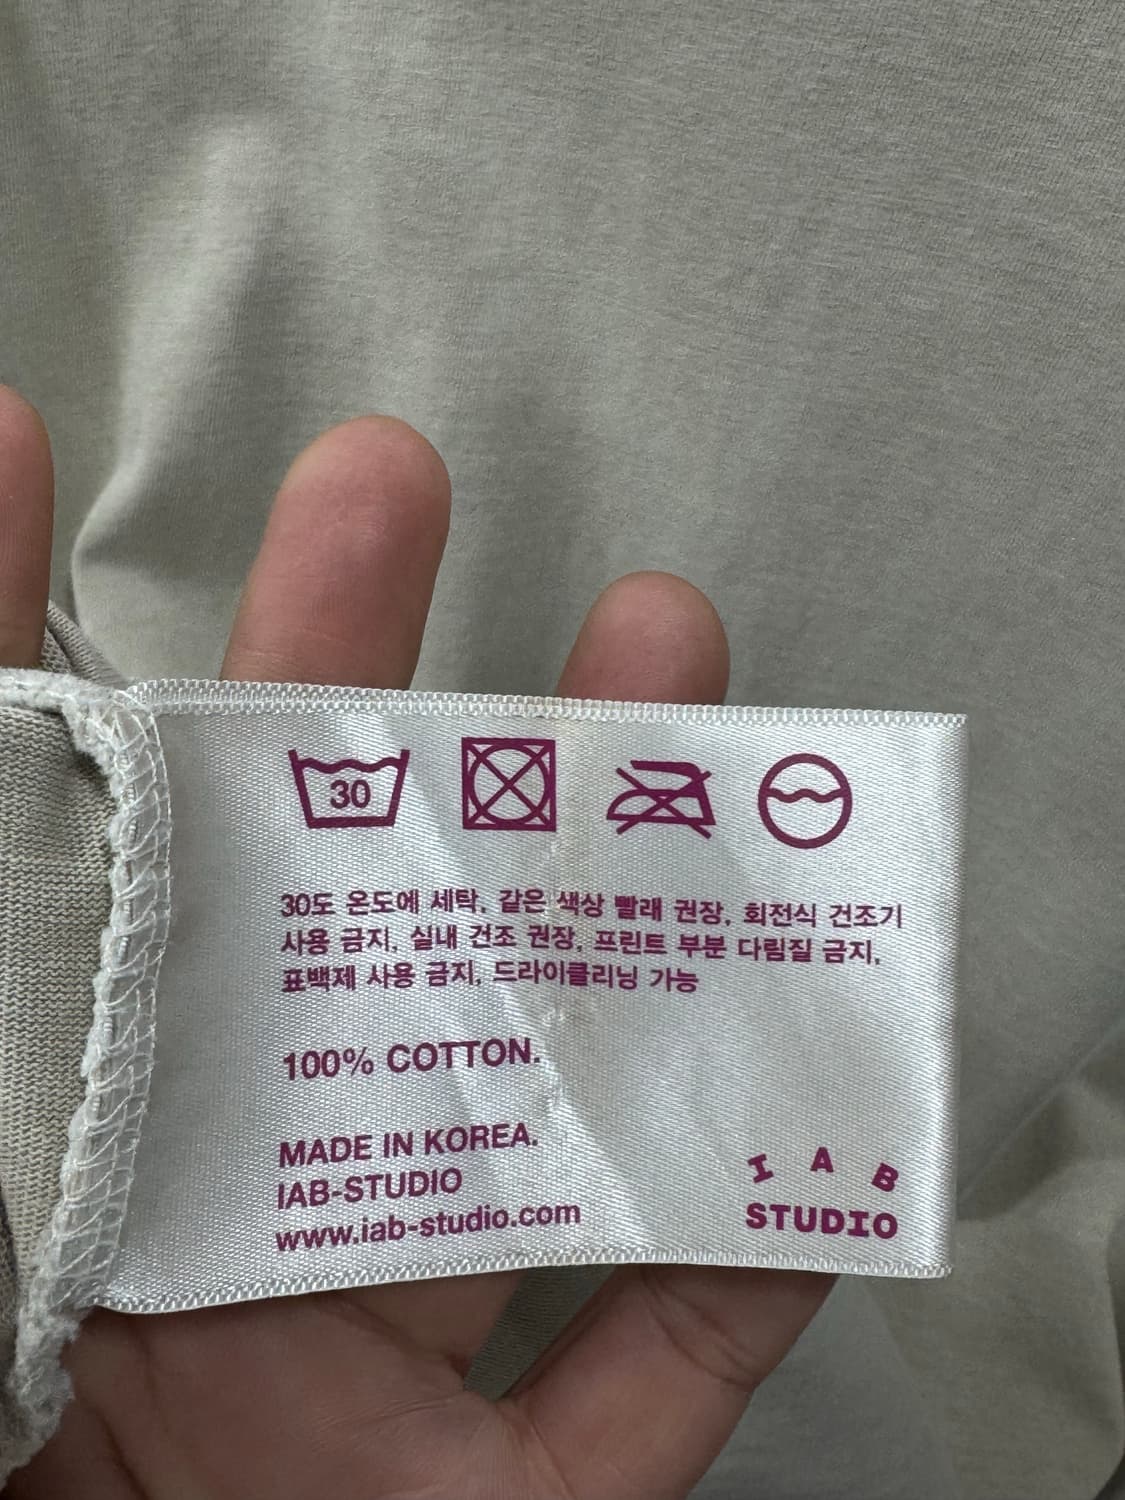 30
30도 온도에 세탁, 같은 색상 빨래 권장, 회전식 건조기
사용 금지, 실내 건조 권장, 프린트 부분 다림질 금지,
표백제 사용 금지, 드라이클리닝 가능
100% COTTON.
MADE IN KOREA.
IAB-STUDIO
www.iab-studio.com
I A B
STUDIO